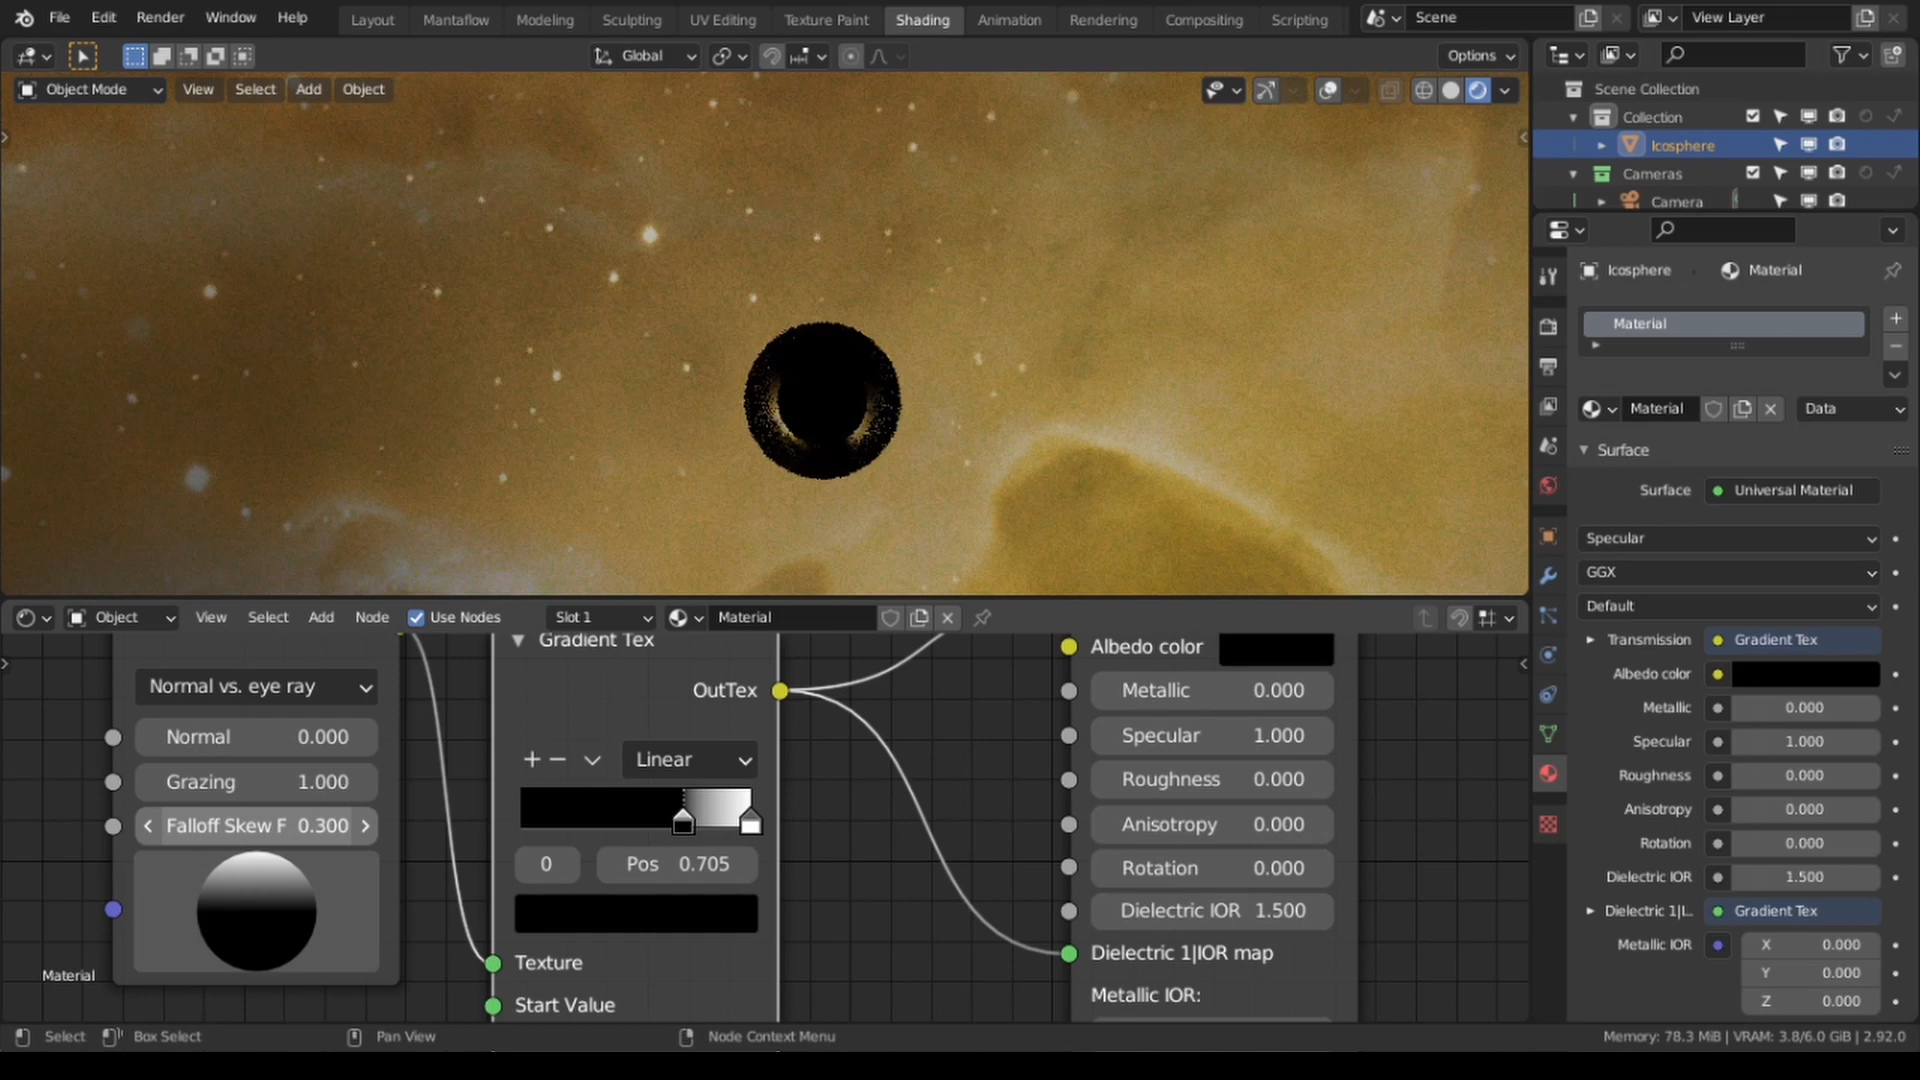 File Edit Render Window Help Layout Mantaflow Modeling Sculpting UV Editing Texture Paint Shading Animation Rendering Compositing Scripting Scene View Layer
Global Options
Object Mode View Select Add Object
Scene Collection
Collection
Icosphere
Cameras
Camera
Icosphere Material
Material
Material Data
Surface
Surface Universal Material
Specular
GGX
Default
Transmission Gradient Tex
Albedo color
Metallic 0.000
Specular 1.000
Roughness 0.000
Anisotropy 0.000
Rotation 0.000
Dielectric IOR 1.500
Dielectric 1|L.. Gradient Tex
Metallic IOR X 0.000
Y 0.000
Z 0.000
Object View Select Add Node Use Nodes Slot 1 Material
Normal vs. eye ray
Normal 0.000
Grazing 1.000
Falloff Skew F 0.300
Material
Gradient Tex
OutTex
Linear
0 Pos 0.705
Texture
Start Value
Albedo color
Metallic 0.000
Specular 1.000
Roughness 0.000
Anisotropy 0.000
Rotation 0.000
Dielectric IOR 1.500
Dielectric 1|IOR map
Metallic IOR:
Select Box Select Pan View Node Context Menu Memory: 78.3 MiB | VRAM: 3.8/6.0 GiB | 2.92.0